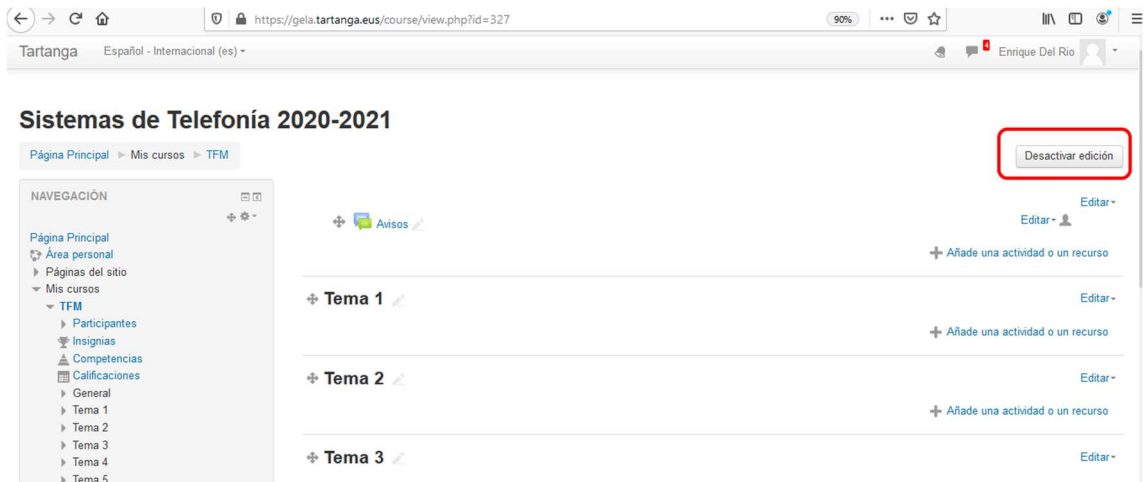 https://gela.tartanga.eus/course/view.php?id=327
90%
Tartanga Español - Internacional (es)
4 Enrique Del Rio
Sistemas de Telefonía 2020-2021
Página Principal Mis cursos TFM
Desactivar edición
NAVEGACIÓN
Página Principal
Área personal
Páginas del sitio
Mis cursos
TFM
Participantes
Insignias
Competencias
Calificaciones
General
Tema 1
Tema 2
Tema 3
Tema 4
Tema 5
Editar
Avisos
Editar
Añade una actividad o un recurso
Tema 1
Editar
Añade una actividad o un recurso
Tema 2
Editar
Añade una actividad o un recurso
Tema 3
Editar